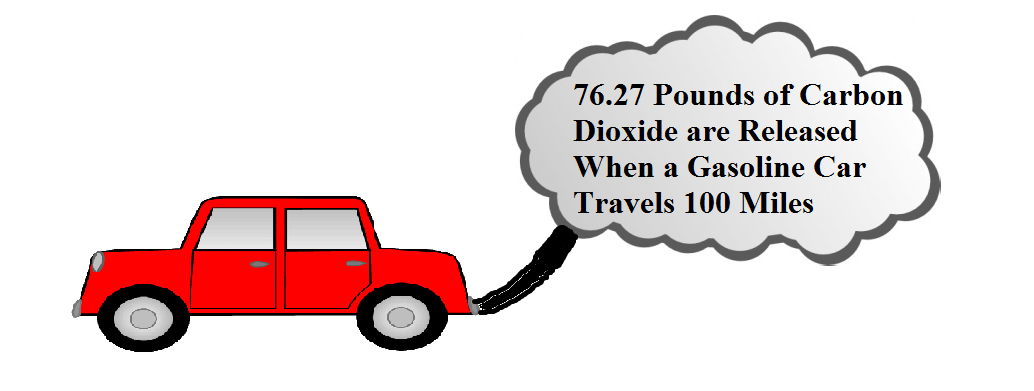 76.27 Pounds of Carbon
Dioxide are Released
When a Gasoline Car
Travels 100 Miles